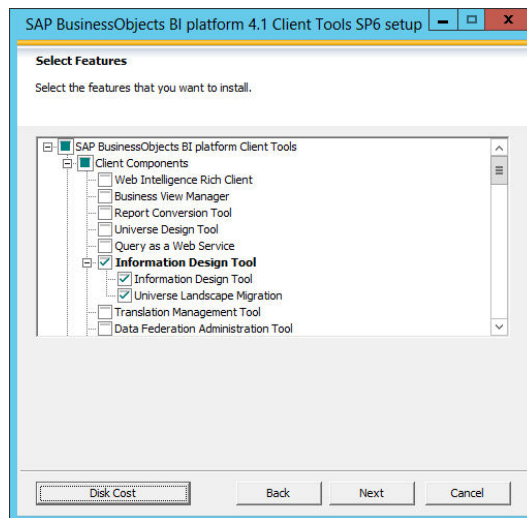 SAP BusinessObjects BI platform 4.1 Client Tools SP6 setup
Select Features
Select the features that you want to install.
SAP BusinessObjects BI platform Client Tools
Client Components
Web Intelligence Rich Client
Business View Manager
Report Conversion Tool
Universe Design Tool
Query as a Web Service
Information Design Tool
Information Design Tool
Universe Landscape Migration
Translation Management Tool
Data Federation Administration Tool
Disk Cost Back Next Cancel